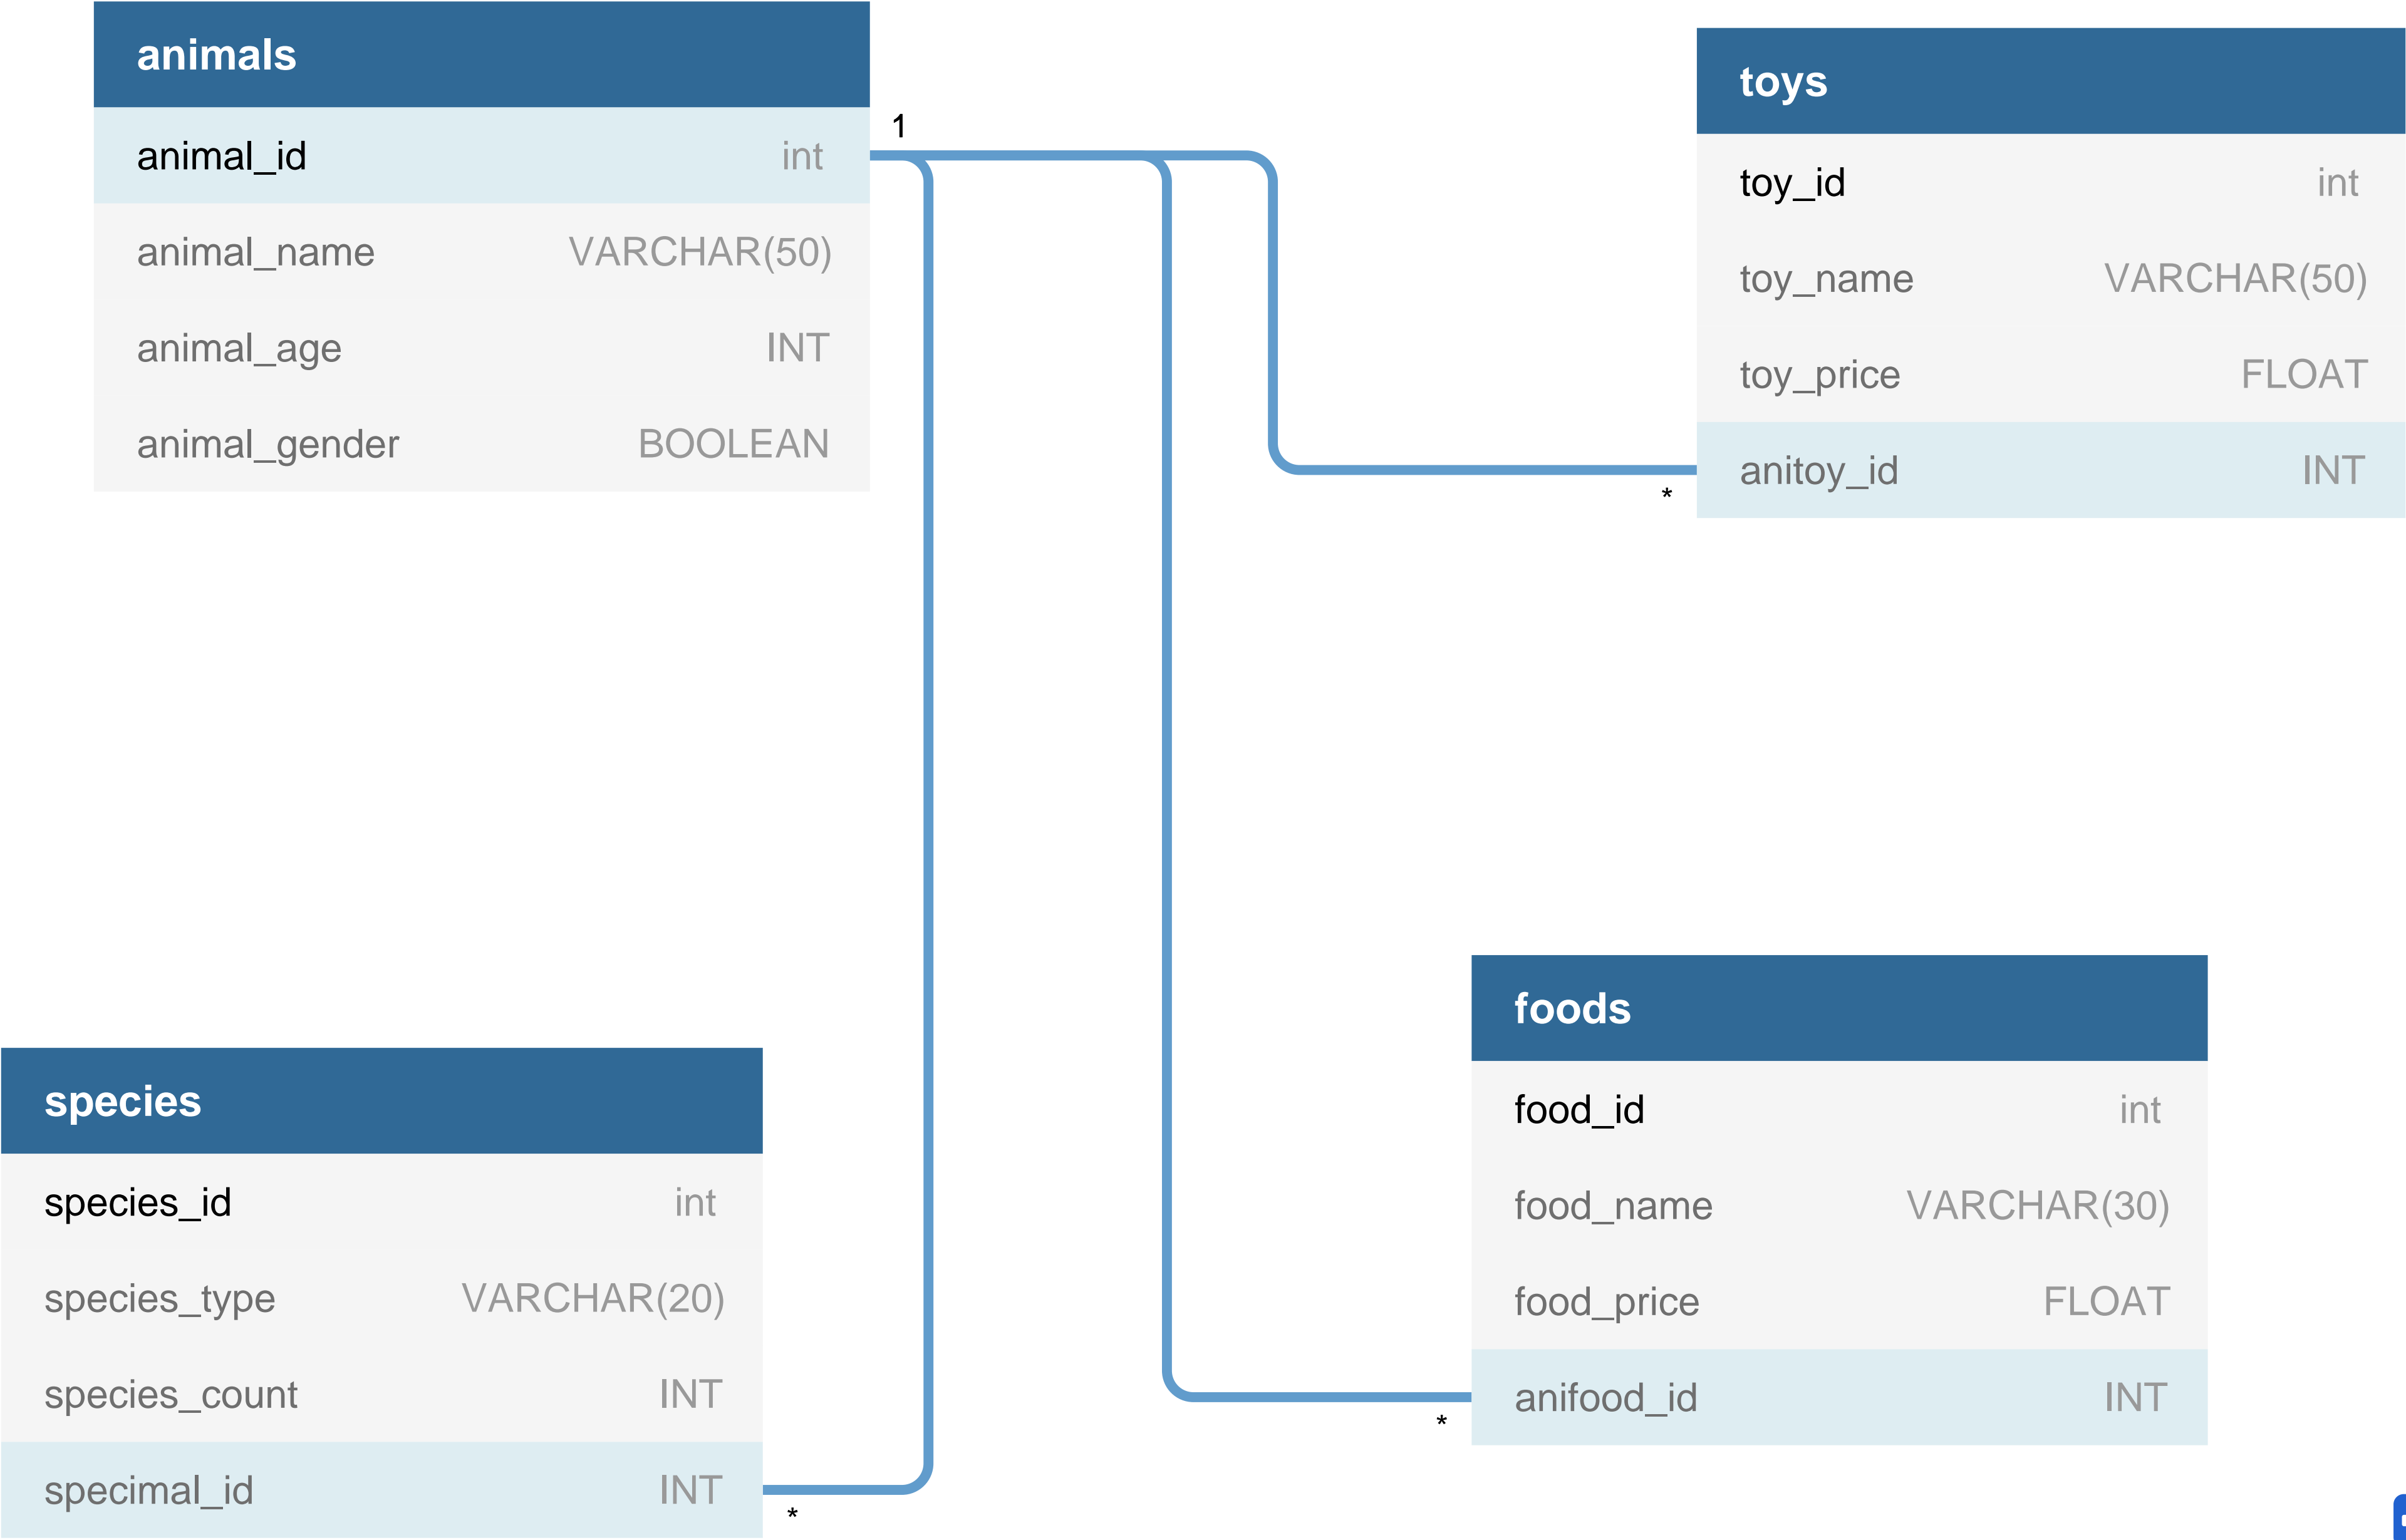 animals
animal_id int
animal_name VARCHAR(50)
animal_age INT
animal_gender BOOLEAN
1
toys
toy_id int
toy_name VARCHAR(50)
toy_price FLOAT
anitoy_id INT
*
species
species_id int
species_type VARCHAR(20)
species_count INT
specimal_id INT
*
foods
food_id int
food_name VARCHAR(30)
food_price FLOAT
anifood_id INT
*